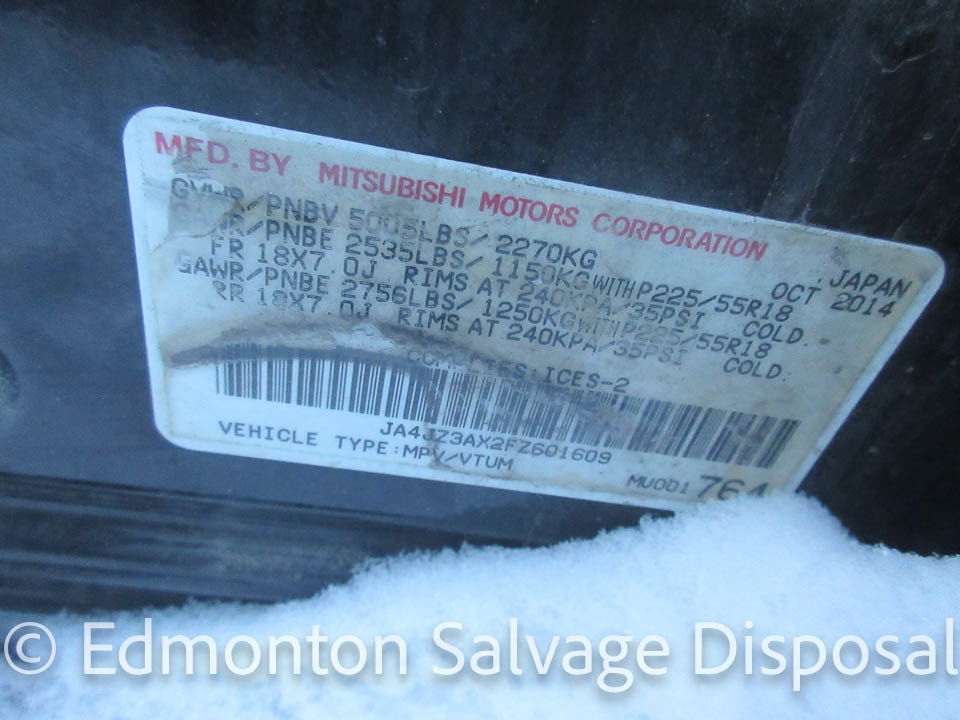 MFD. BY MITSUBISHI MOTORS CORPORATION
JAPAN
GVWR/PNBV 5005LBS/2270KG OCT 2014
GAWR/PNBE 2535LBS/1150KG WITH P225/55R18
FR 18X7.0J RIMS AT 240KPA/35PSI COLD.
GAWR/PNBE 2756LBS/1250KG WITH P225/55R18
RR 18X7.0J RIMS AT 240KPA/35PSI COLD.
COMPLIES:ICES-2
JA4JZ3AX2FZ601609
VEHICLE TYPE:MPV/VTUM
MU001 764
© Edmonton Salvage Disposal